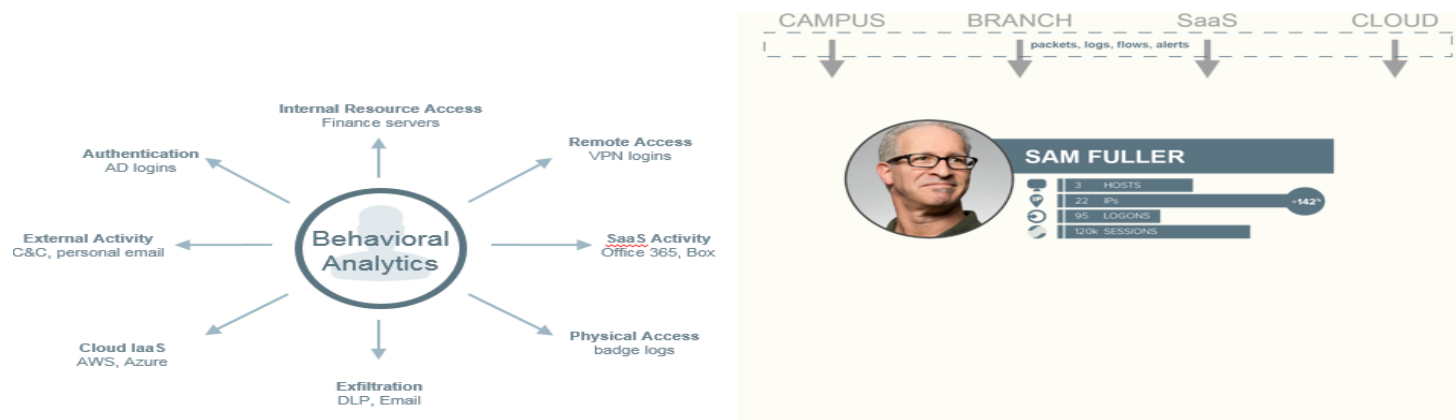 Internal Resource Access
Finance servers
Authentication
AD logins
Remote Access
VPN logins
External Activity
C&C, personal email
Behavioral
Analytics
SaaS Activity
Office 365, Box
Cloud IaaS
AWS, Azure
Physical Access
badge logs
Exfiltration
DLP, Email
CAMPUS BRANCH SaaS CLOUD
packets, logs, flows, alerts
SAM FULLER
3 HOSTS
IP 22 IPs +142%
95 LOGONS
120k SESSIONS